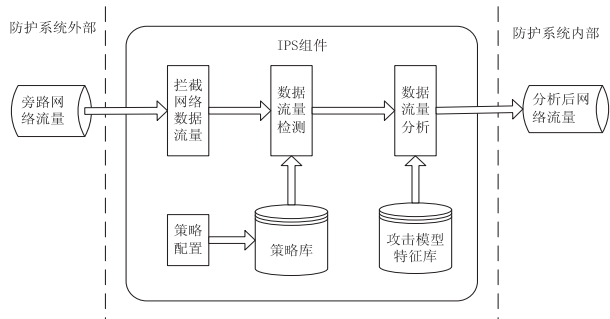 防护系统外部
IPS组件
防护系统内部
旁路网
络流量
拦截
网络
数据
流量
数据
流量
检测
数据
流量
分析
分析后网
络流量
策略
配置
策略库
攻击模型
特征库